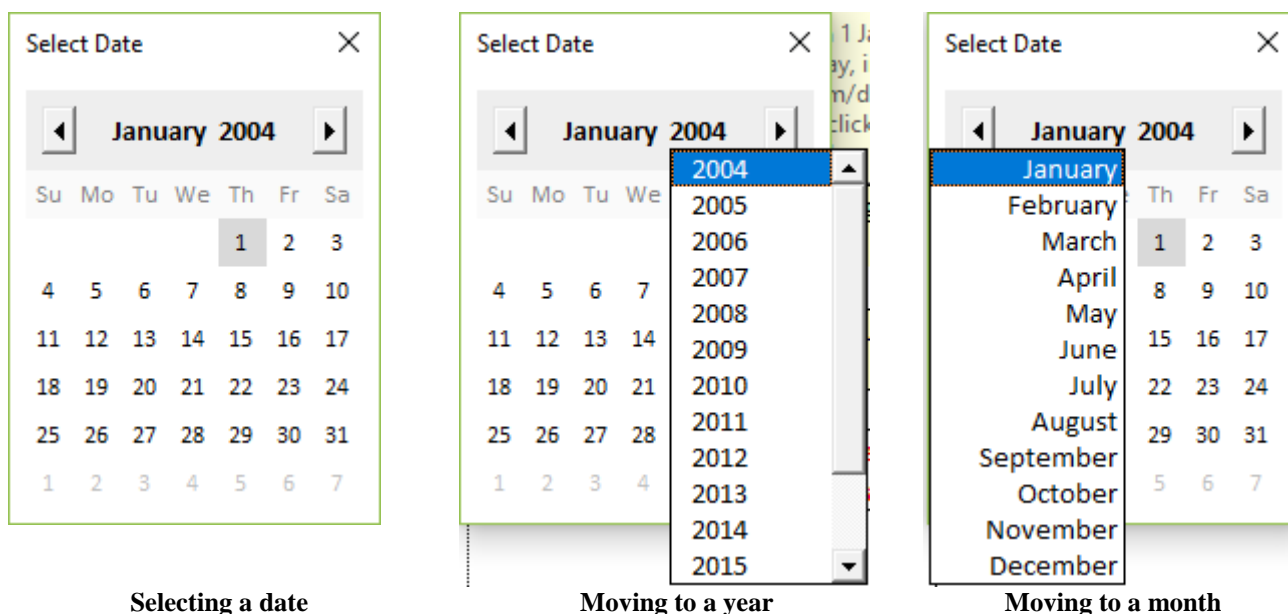 Select Date
January 2004
Su Mo Tu We Th Fr Sa
1 2 3
4 5 6 7 8 9 10
11 12 13 14 15 16 17
18 19 20 21 22 23 24
25 26 27 28 29 30 31
1 2 3 4 5 6 7
Selecting a date
Select Date
January 2004
Su Mo Tu We
4 5 6 7
11 12 13 14
18 19 20 21
25 26 27 28
1 2 3 4
2004
2005
2006
2007
2008
2009
2010
2011
2012
2013
2014
2015
Moving to a year
Select Date
January 2004
January
February
March
April
May
June
July
August
September
October
November
December
Th Fr Sa
1 2 3
8 9 10
15 16 17
22 23 24
29 30 31
5 6 7
Moving to a month